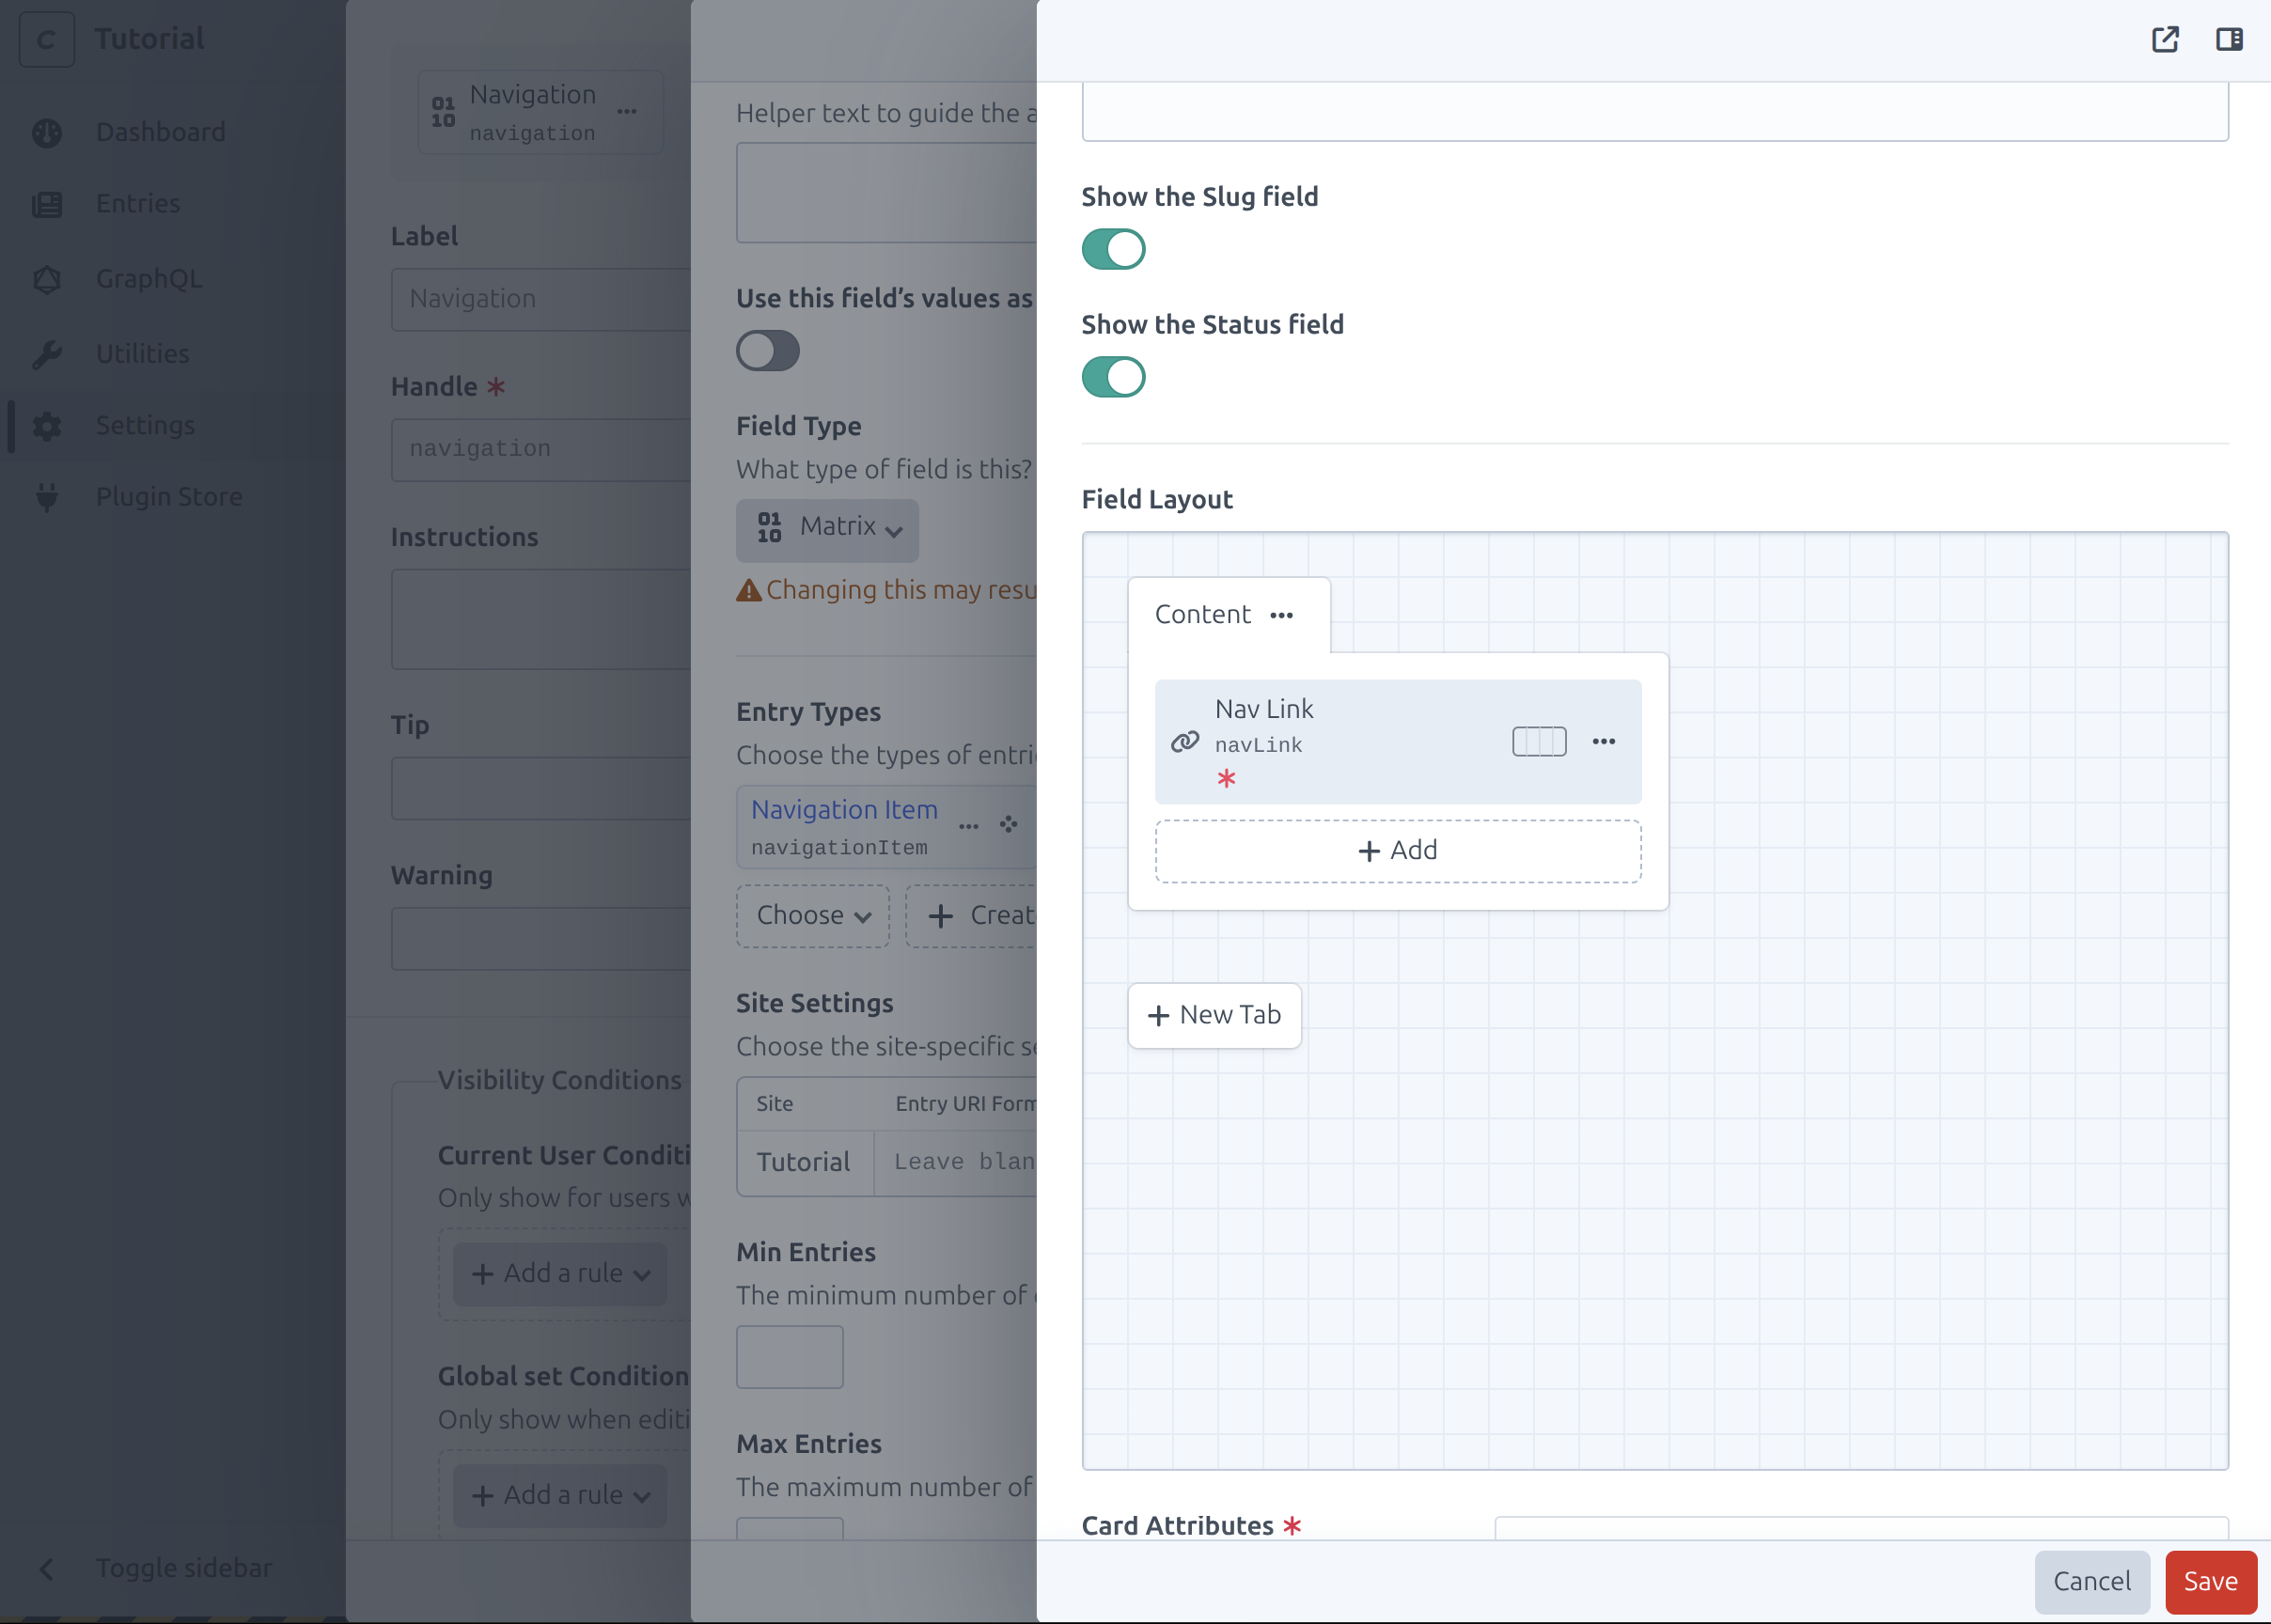 C
Tutorial
Dashboard
Entries
GraphQL
Utilities
Settings
Plugin Store
Toggle sidebar
Navigation
navigation
Label
Navigation
Handle *
navigation
Instructions
Tip
Warning
Visibility Conditions
Current User Conditi
Only show for users w
+ Add a rule
Global set Condition
Only show when editi
+ Add a rule
Helper text to guide the a
Use this field’s values as
Field Type
What type of field is this?
Matrix
Changing this may resu
Entry Types
Choose the types of entri
Navigation Item
navigationItem
Choose
+ Creat
Site Settings
Choose the site-specific se
Site Entry URI Form
Tutorial Leave blan
Min Entries
The minimum number of e
Max Entries
The maximum number of
Show the Slug field
Show the Status field
Field Layout
Content
Nav Link
navLink
*
+ Add
+ New Tab
Card Attributes *
Cancel
Save